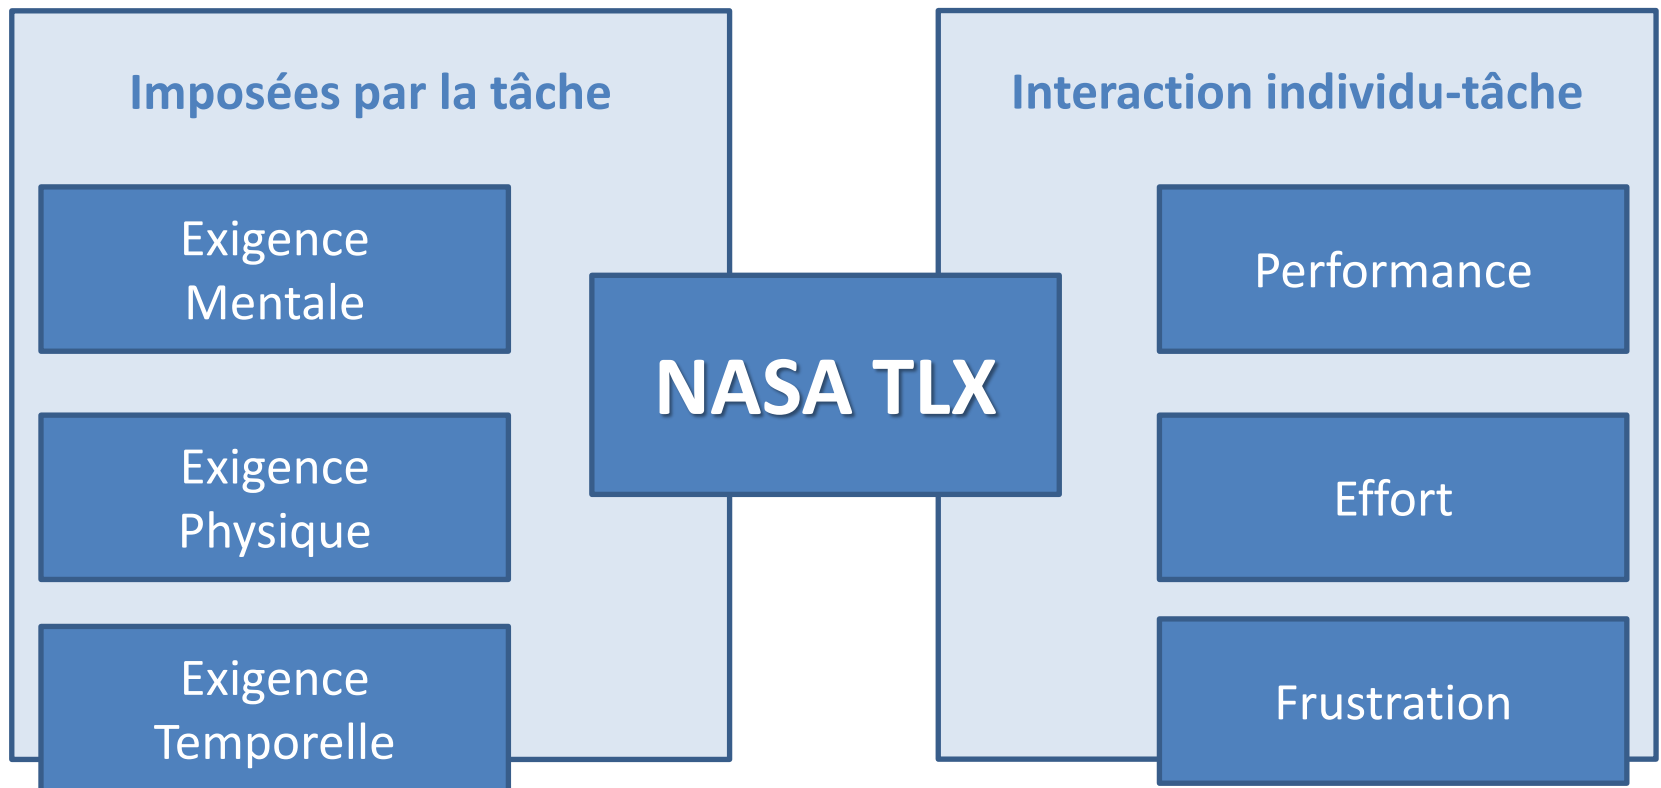 Imposées par la tâche
Exigence
Mentale
Exigence
Physique
Exigence
Temporelle
NASA TLX
Interaction individu-tâche
Performance
Effort
Frustration